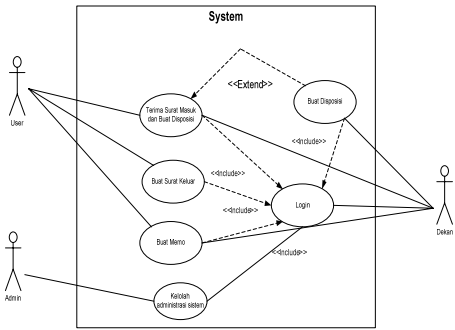 System
<<Extend>>
Terima Surat Masuk
dan Buat Disposisi
Buat Disposisi
User
<<Include>>
Buat Surat Keluar
<<Include>>
Login
<<Include>>
Buat Memo
Dekan
<<Include>>
Admin
Kelolah
administrasi sistem